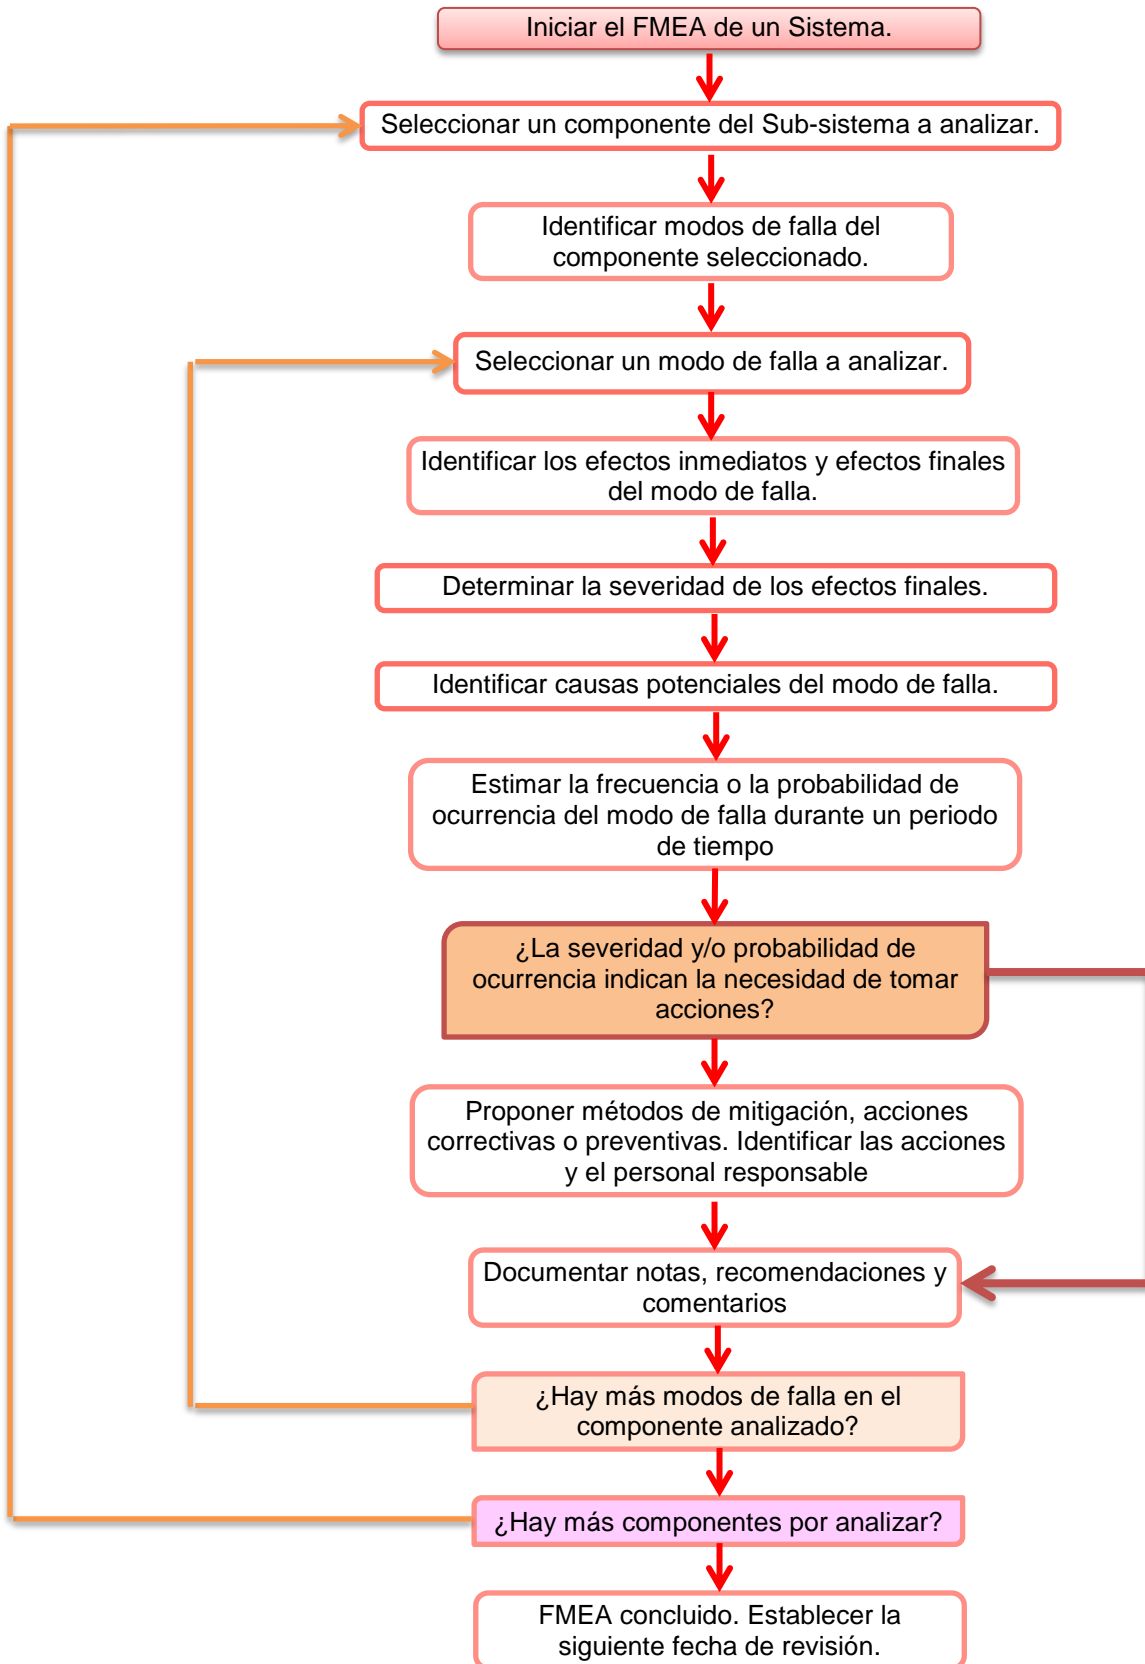 Iniciar el FMEA de un Sistema.
Seleccionar un componente del Sub-sistema a analizar.
Identificar modos de falla del
componente seleccionado.
Seleccionar un modo de falla a analizar.
Identificar los efectos inmediatos y efectos finales
del modo de falla.
Determinar la severidad de los efectos finales.
Identificar causas potenciales del modo de falla.
Estimar la frecuencia o la probabilidad de
ocurrencia del modo de falla durante un periodo
de tiempo
¿La severidad y/o probabilidad de
ocurrencia indican la necesidad de tomar
acciones?
Proponer métodos de mitigación, acciones
correctivas o preventivas. Identificar las acciones
y el personal responsable
Documentar notas, recomendaciones y
comentarios
¿Hay más modos de falla en el
componente analizado?
¿Hay más componentes por analizar?
FMEA concluido. Establecer la
siguiente fecha de revisión.